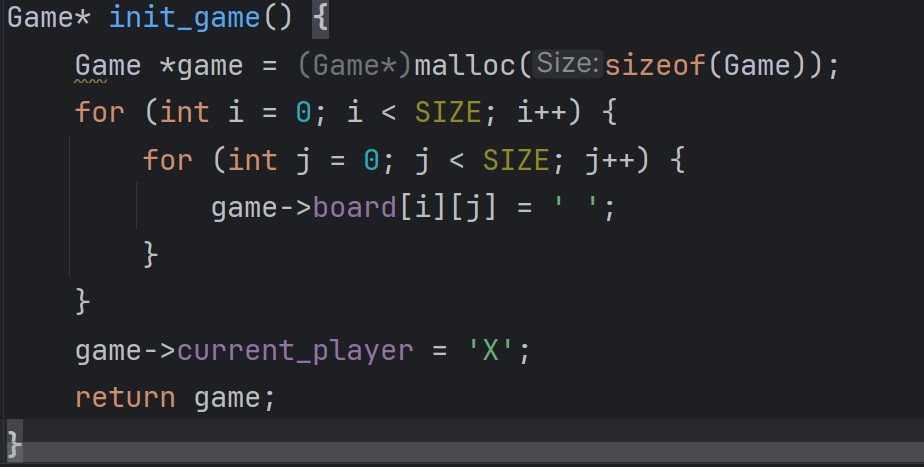 Game* init_game() {
    Game *game = (Game*)malloc(Size: sizeof(Game));
    for (int i = 0; i < SIZE; i++) {
        for (int j = 0; j < SIZE; j++) {
            game->board[i][j] = ' ';
        }
    }
    game->current_player = 'X';
    return game;
}